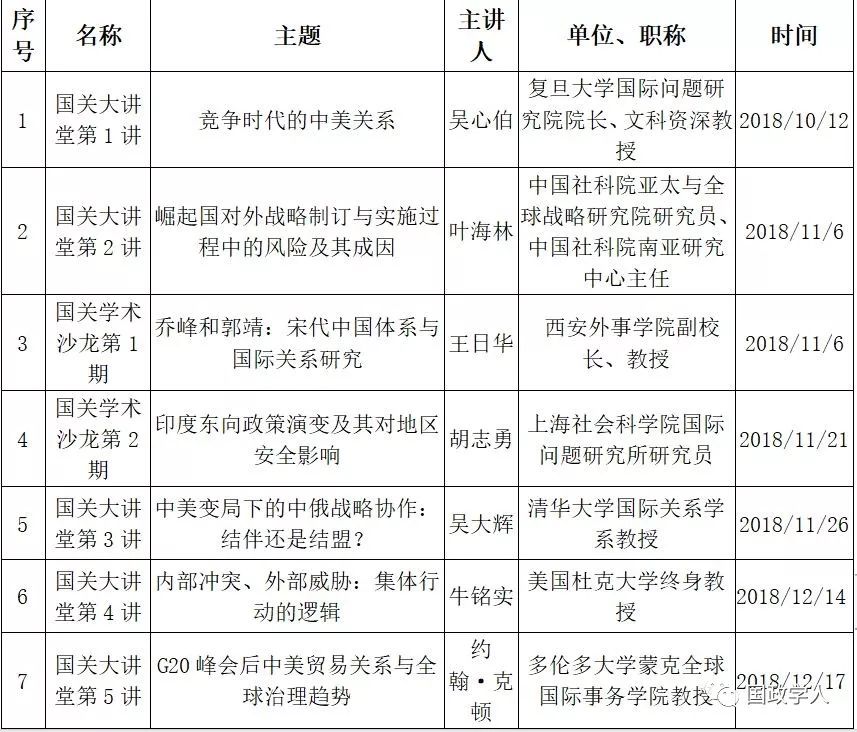 序号 名称 主题 主讲人 单位、职称 时间
1 国关大讲堂第1讲 竞争时代的中美关系 吴心伯 复旦大学国际问题研究院院长、文科资深教授 2018/10/12
2 国关大讲堂第2讲 崛起国对外战略制订与实施过程中的风险及其成因 叶海林 中国社科院亚太与全球战略研究院研究员、中国社科院南亚研究中心主任 2018/11/6
3 国关学术沙龙第1期 乔峰和郭靖：宋代中国体系与国际关系研究 王日华 西安外事学院副校长、教授 2018/11/6
4 国关学术沙龙第2期 印度东向政策演变及其对地区安全影响 胡志勇 上海社会科学院国际问题研究所研究员 2018/11/21
5 国关大讲堂第3讲 中美变局下的中俄战略协作：结伴还是结盟？ 吴大辉 清华大学国际关系学系教授 2018/11/26
6 国关大讲堂第4讲 内部冲突、外部威胁：集体行动的逻辑 牛铭实 美国杜克大学终身教授 2018/12/14
7 国关大讲堂第5讲 G20峰会后中美贸易关系与全球治理趋势 约翰·克顿 多伦多大学蒙克全球国际事务学院教授 2018/12/17
国政学人